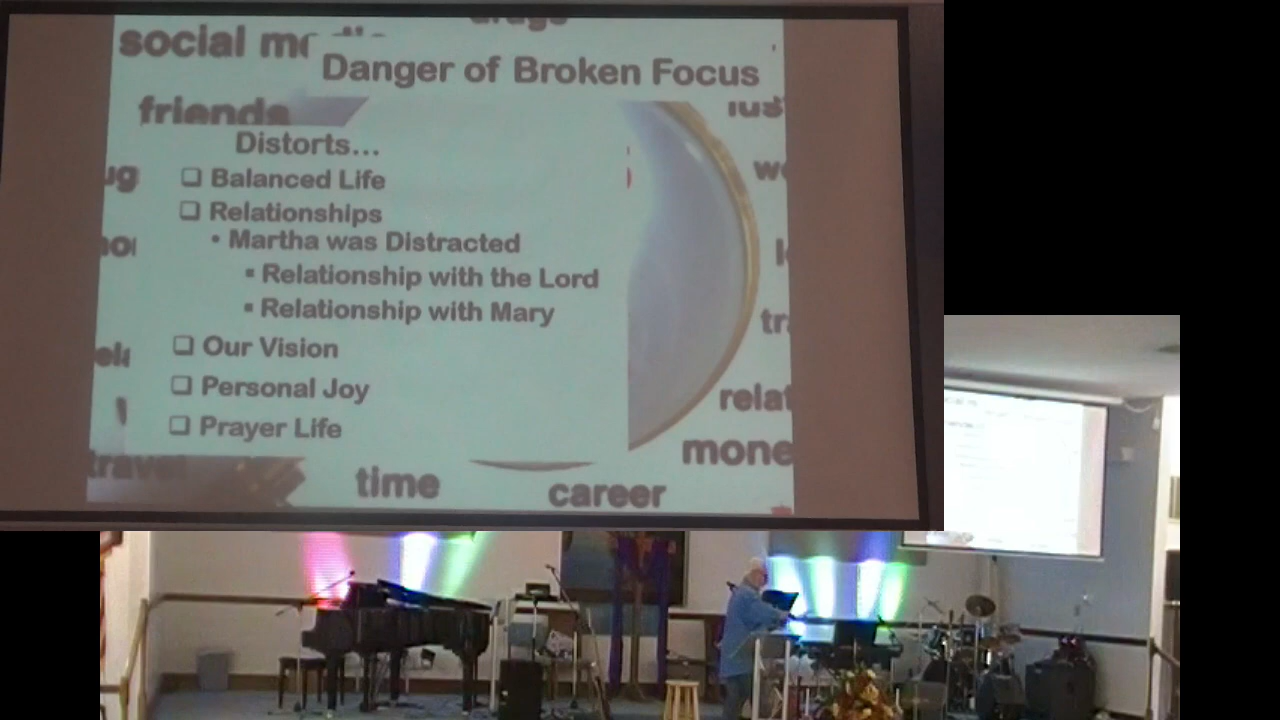 social
Danger of Broken Focus
friends
Distorts...
❑ Balanced Life
❑ Relationships
• Martha was Distracted
▪ Relationship with the Lord
▪ Relationship with Mary
❑ Our Vision
❑ Personal Joy
❑ Prayer Life
relat
mone
travel
time
career